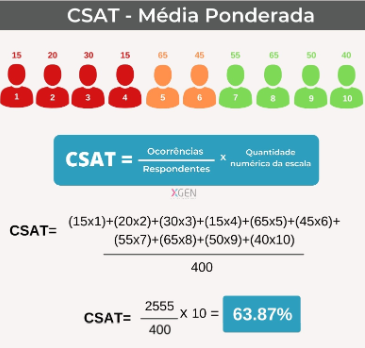 CSAT - Média Ponderada
15 20 30 15 65 45 55 65 50 40
1 2 3 4 5 6 7 8 9 10
CSAT = Ocorrências / Respondentes x Quantidade numérica da escala
XGEN
CSAT= (15x1)+(20x2)+(30x3)+(15x4)+(65x5)+(45x6)+
(55x7)+(65x8)+(50x9)+(40x10)
400
CSAT= 2555 / 400 x 10 = 63.87%